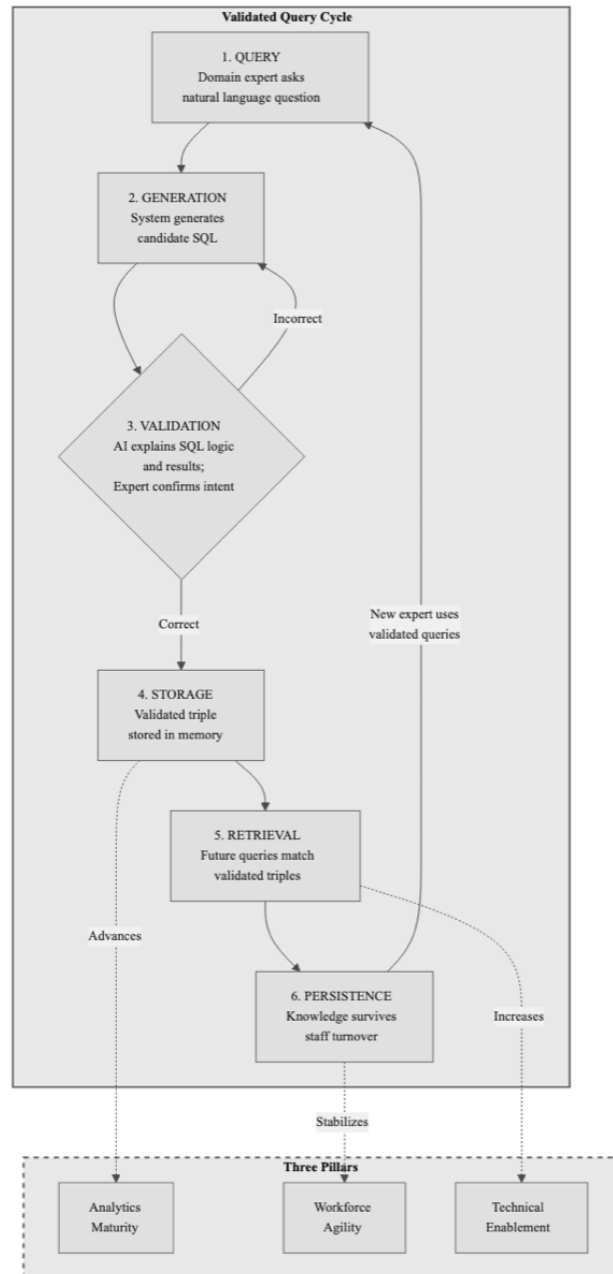 Validated Query Cycle
1. QUERY
Domain expert asks
natural language question
2. GENERATION
System generates
candidate SQL
Incorrect
3. VALIDATION
AI explains SQL logic
and results;
Expert confirms intent
New expert uses
validated queries
Correct
4. STORAGE
Validated triple
stored in memory
5. RETRIEVAL
Future queries match
validated triples
Advances
6. PERSISTENCE
Knowledge survives
staff turnover
Increases
Stabilizes
Three Pillars
Analytics
Maturity
Workforce
Agility
Technical
Enablement